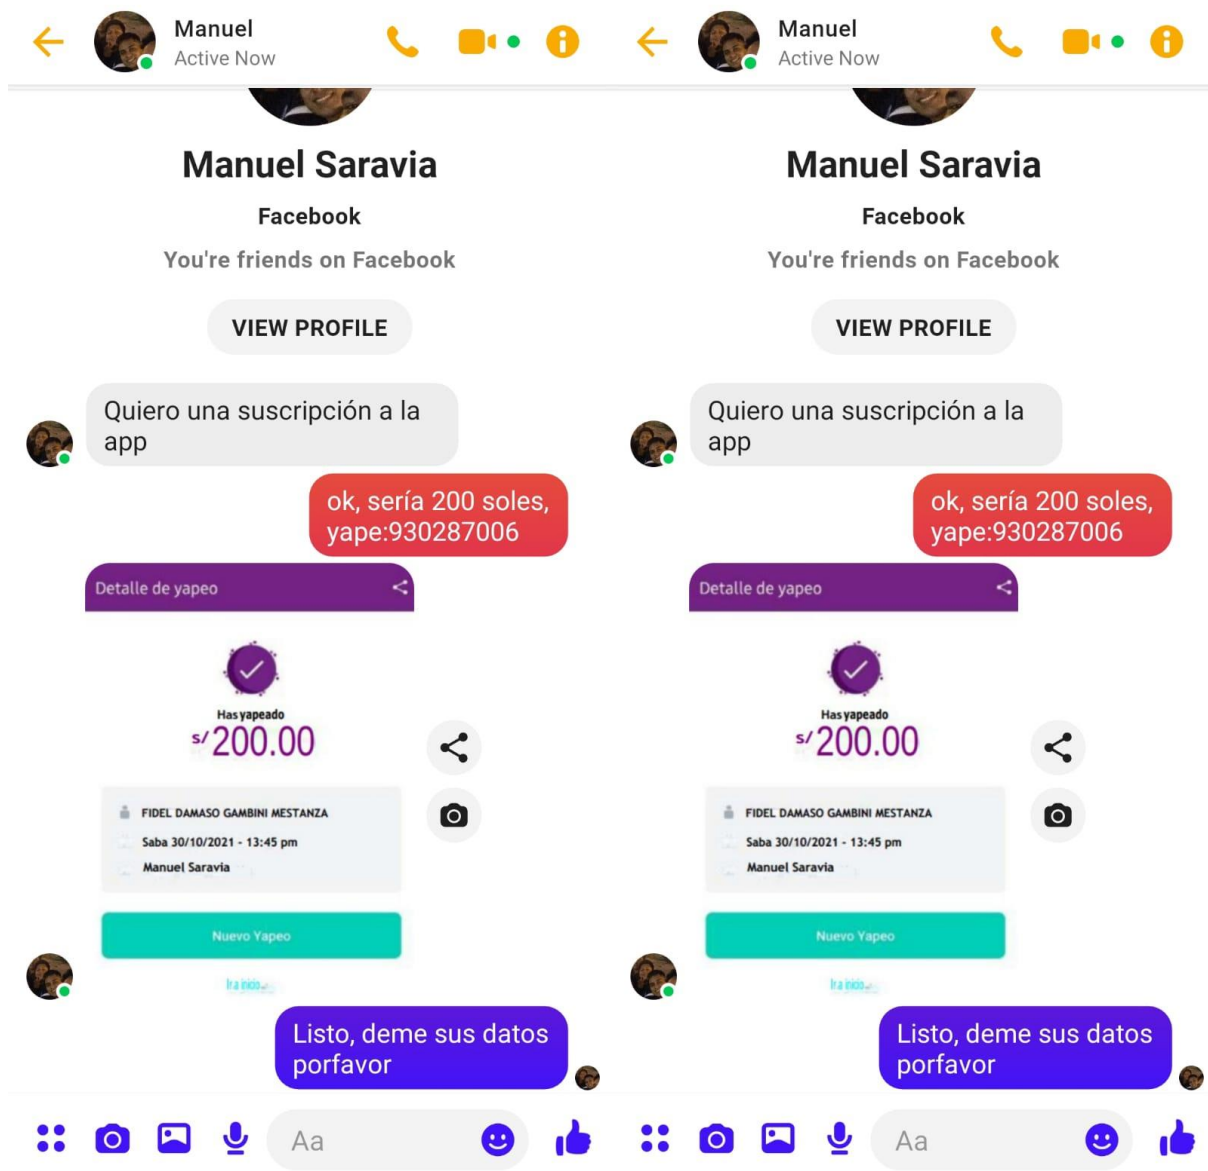 Manuel
Active Now
Manuel Saravia
Facebook
You're friends on Facebook
VIEW PROFILE
Quiero una suscripción a la
app
ok, sería 200 soles,
yape:930287006
Detalle de yapeo
Has yapeado
s/200.00
FIDEL DAMASO GAMBINI MESTANZA
Saba 30/10/2021 - 13:45 pm
Manuel Saravia
Nuevo Yapeo
Ir a inicio
Listo, deme sus datos
porfavor
Aa
Manuel
Active Now
Manuel Saravia
Facebook
You're friends on Facebook
VIEW PROFILE
Quiero una suscripción a la
app
ok, sería 200 soles,
yape:930287006
Detalle de yapeo
Has yapeado
s/200.00
FIDEL DAMASO GAMBINI MESTANZA
Saba 30/10/2021 - 13:45 pm
Manuel Saravia
Nuevo Yapeo
Ir a inicio
Listo, deme sus datos
porfavor
Aa